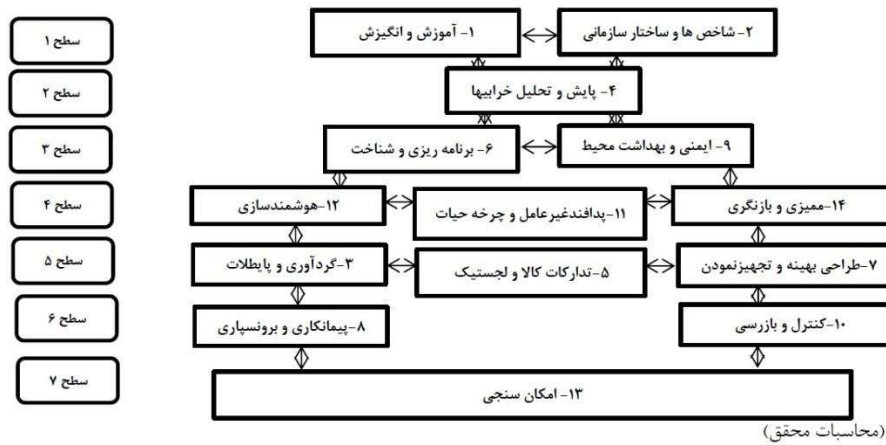 سطح ۱
۱- آموزش و انگیزش
۲- شاخص ها و ساختار سازمانی
سطح ۲
۴- پایش و تحلیل خرابیها
سطح ۳
۶- برنامه ریزی و شناخت
۹- ایمنی و بهداشت محیط
سطح ۴
۱۲-هوشمندسازی
۱۱-پدافندغیرعامل و چرخه حیات
۱۴-ممیزی و بازنگری
سطح ۵
۳-گردآوری و پایطلات
۵-تدارکات کالا و لجستیک
۷-طراحی بهینه و تجهیزنمودن
سطح ۶
۸-پیمانکاری و برونسپاری
۱۰-کنترل و بازرسی
سطح ۷
۱۳- امکان سنجی
(محاسبات محقق)